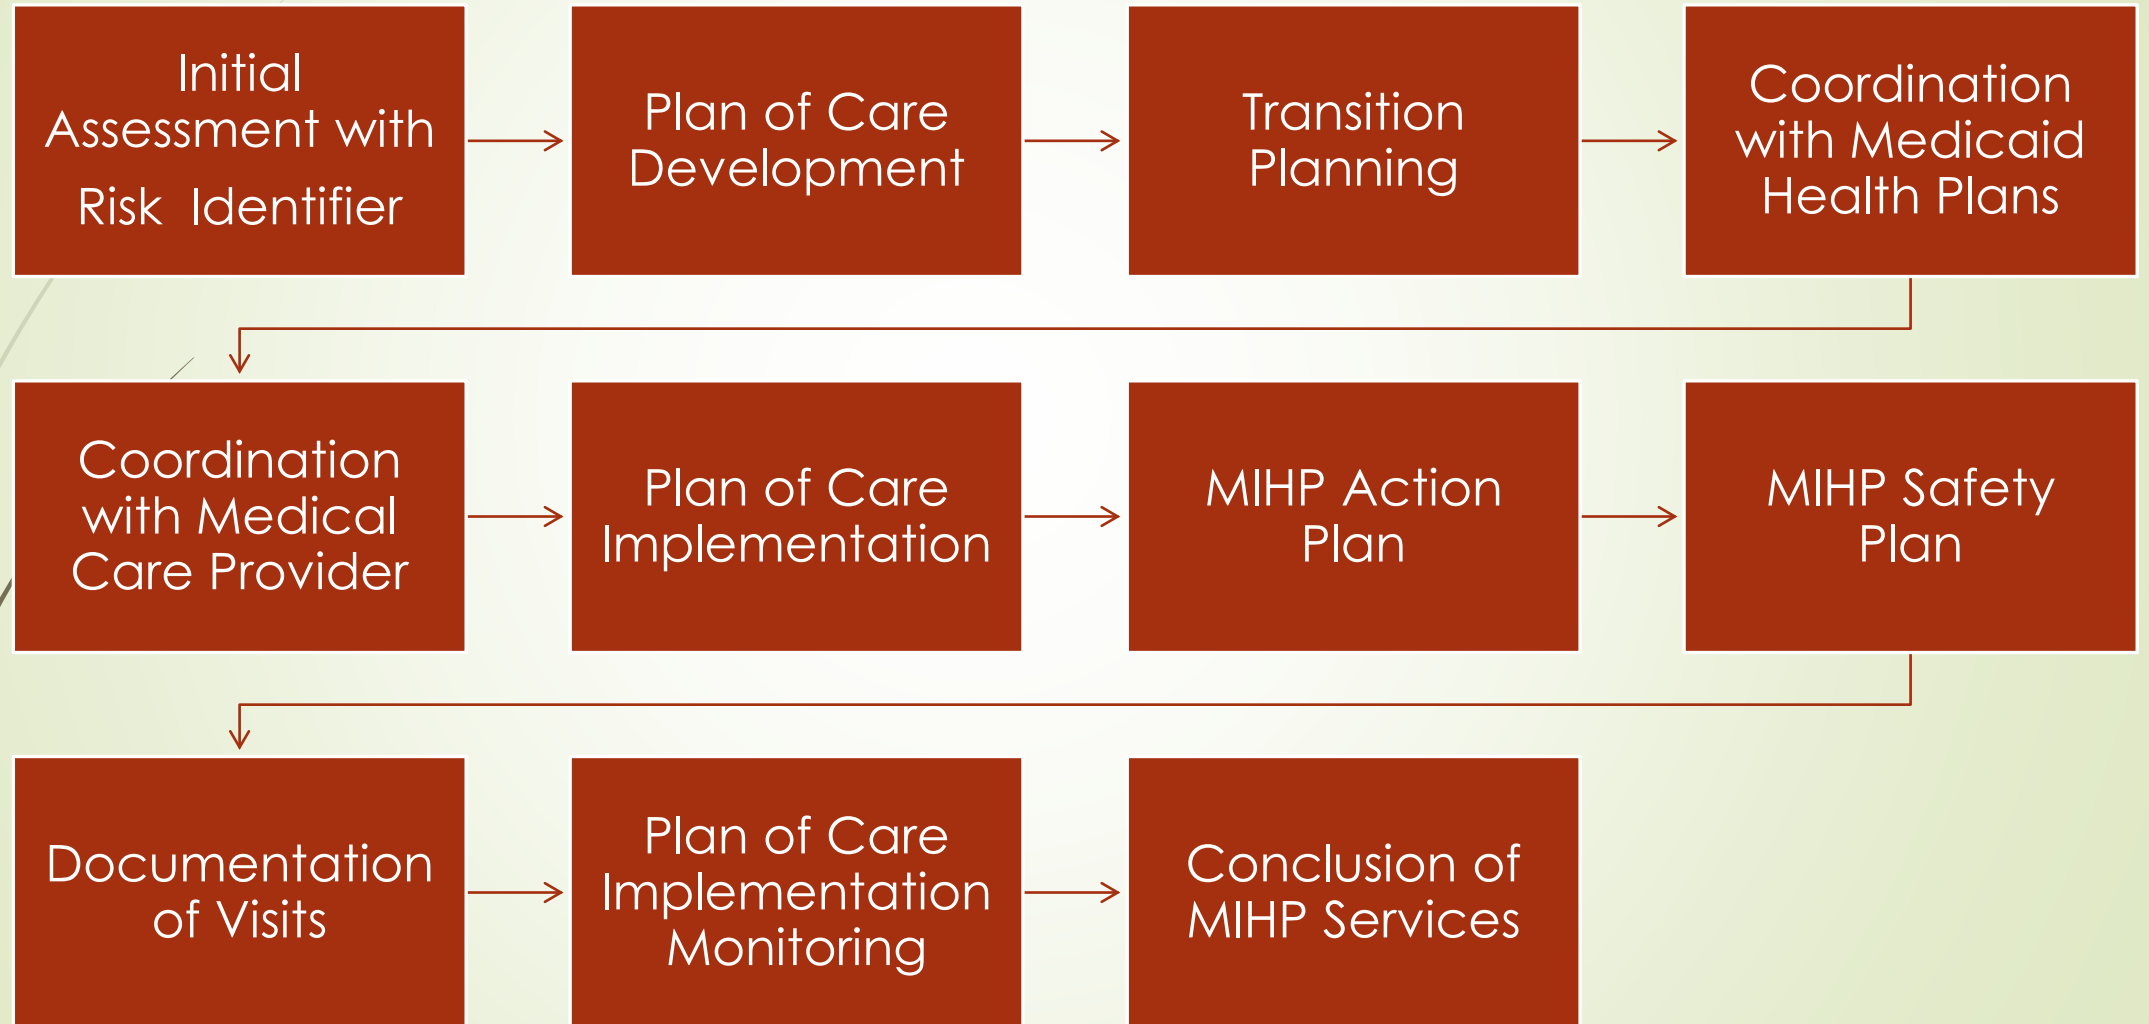 Initial
Assessment with
Risk Identifier
Plan of Care
Development
Transition
Planning
Coordination
with Medicaid
Health Plans
Coordination
with Medical
Care Provider
Plan of Care
Implementation
MIHP Action
Plan
MIHP Safety
Plan
Documentation
of Visits
Plan of Care
Implementation
Monitoring
Conclusion of
MIHP Services